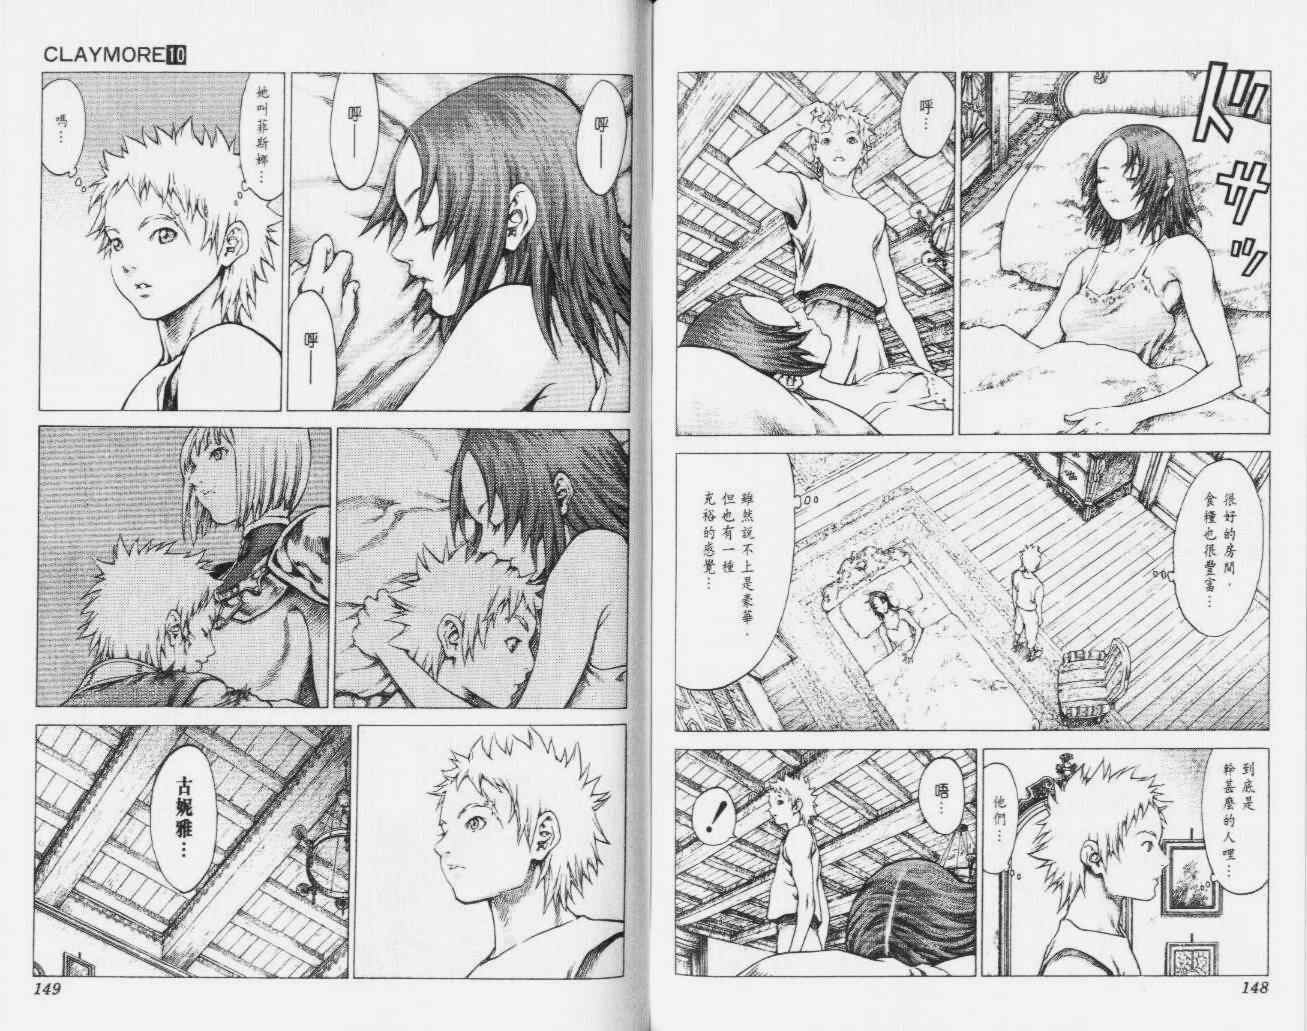 CLAYMORE10
ドサッ
呼…
很好的房間，
食糧也很豐富…
雖然說不上是豪華，
但也有一種
充裕的感覺…
到底是
幹甚麼的人哩…
他們…
唔…
！
148
呼—
呼—
呼—
她叫菲斯娜…
嗎…
古妮雅…
149